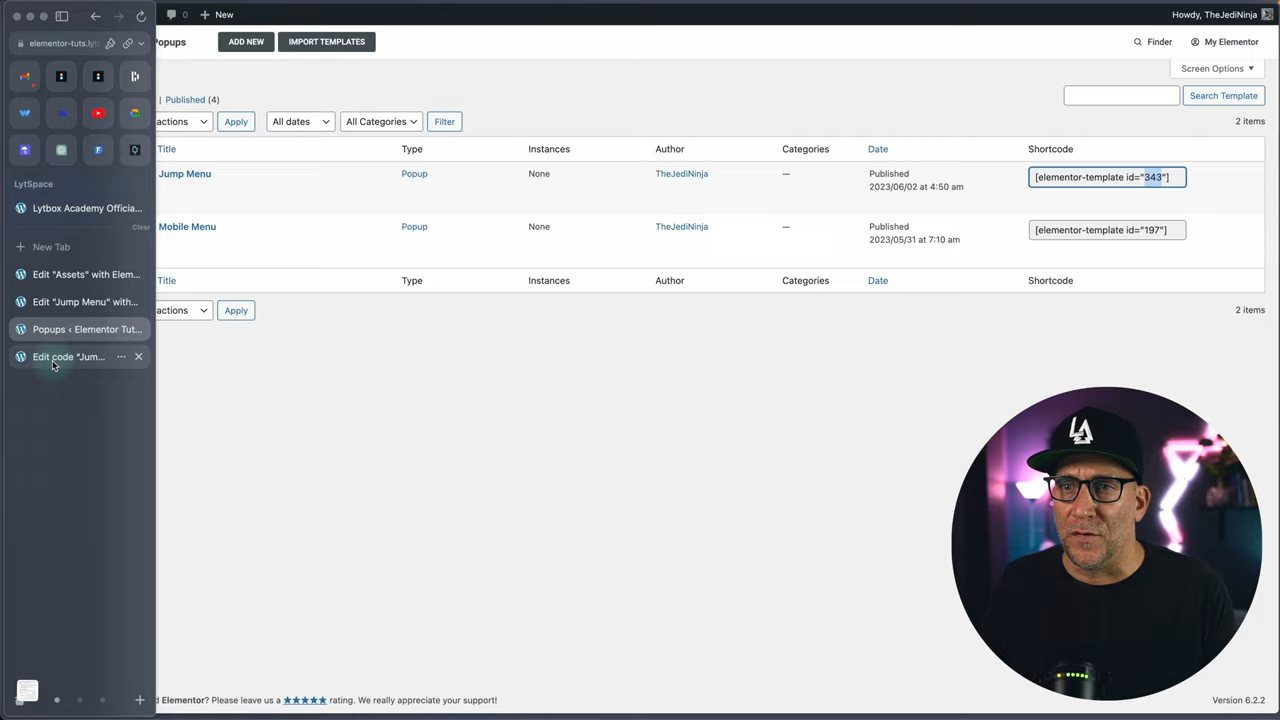 0 New Howdy, TheJediNinja
elementor-tuts.lyt
Popups ADD NEW IMPORT TEMPLATES Finder My Elementor
Screen Options
| Published (4) Search Template
actions Apply All dates All Categories Filter 2 items
Title Type Instances Author Categories Date Shortcode
Jump Menu Popup None TheJediNinja — Published [elementor-template id="343"]
2023/06/02 at 4:50 am
LytSpace
Lytbox Academy Officia...
Clear
Mobile Menu Popup None TheJediNinja — Published [elementor-template id="197"]
2023/05/31 at 7:10 am
New Tab
Edit "Assets" with Elem...
Title Type Instances Author Categories Date Shortcode
Edit "Jump Menu" with...
actions Apply 2 items
Popups ‹ Elementor Tut...
Edit code "Jum...
LA
d Elementor? Please leave us a ★★★★★ rating. We really appreciate your support! Version 6.2.2